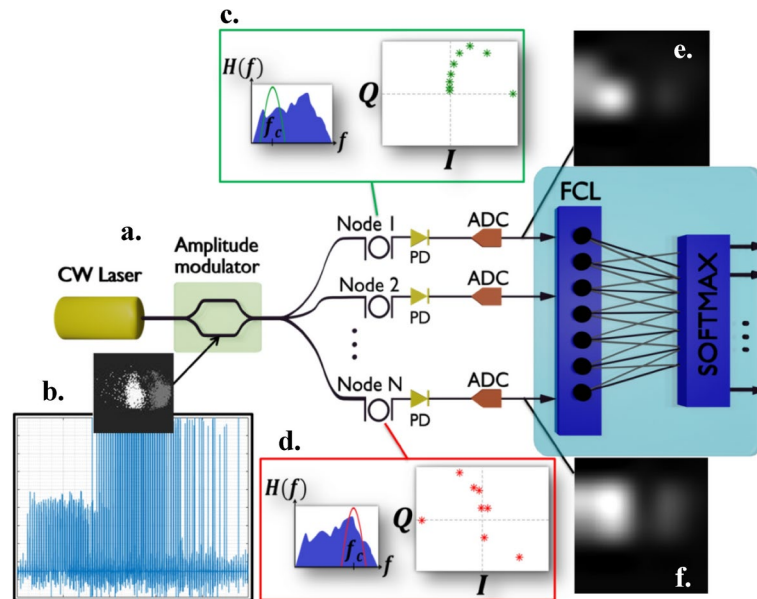 c.
H(f)
f_c
f
Q
I
e.
a.
CW Laser
Amplitude
modulator
Node 1
PD
ADC
Node 2
PD
ADC
Node N
PD
ADC
FCL
SOFTMAX
b.
d.
H(f)
f_c
f
Q
I
f.